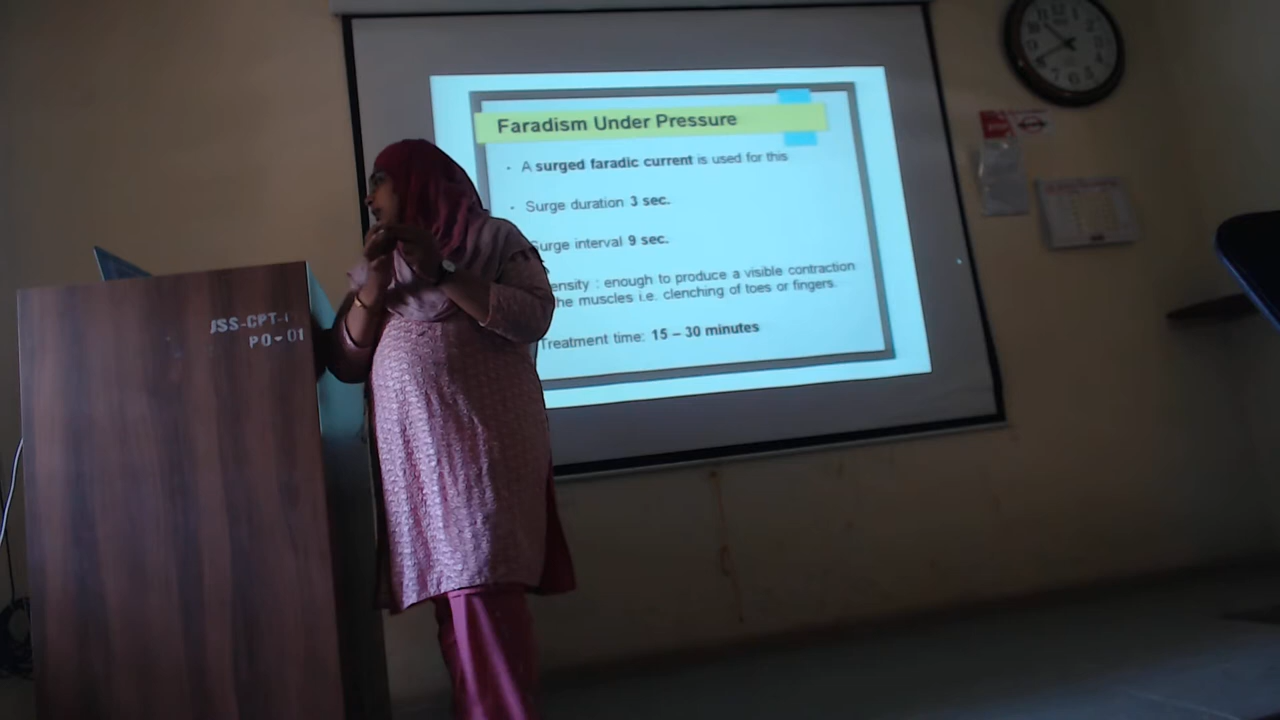 Faradism Under Pressure
· A surged faradic current is used for this
· Surge duration 3 sec.
Surge interval 9 sec.
ensity : enough to produce a visible contraction
he muscles i.e. clenching of toes or fingers.
Treatment time: 15 – 30 minutes
JSS-CPT-
PO-01